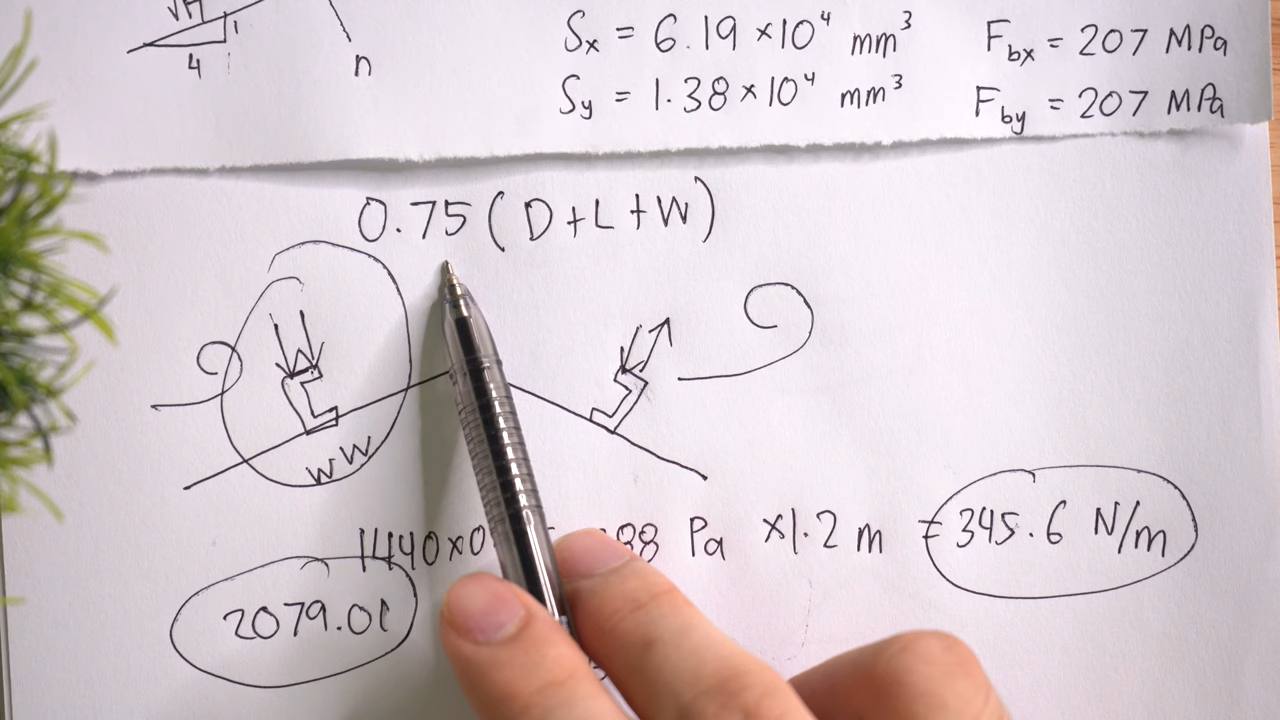 √17
1
4
n
Sx = 6.19 ×10⁴ mm³ Fbx = 207 MPa
Sy = 1.38 ×10⁴ mm³ Fby = 207 MPa
0.75 (D+L+W)
WW
1440×0 88 Pa ×1.2 m = 345.6 N/m
2079.01